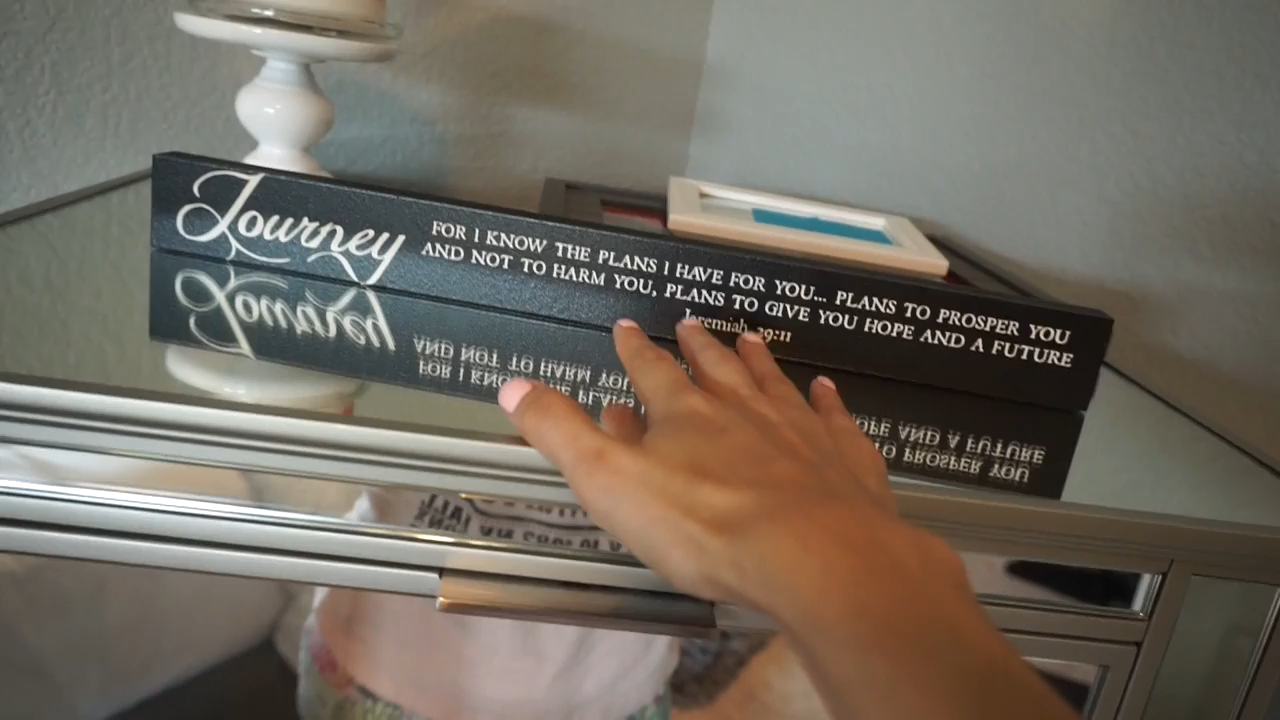 Journey
FOR I KNOW THE PLANS I HAVE FOR YOU... PLANS TO PROSPER YOU
AND NOT TO HARM YOU, PLANS TO GIVE YOU HOPE AND A FUTURE
Jeremiah 29:11